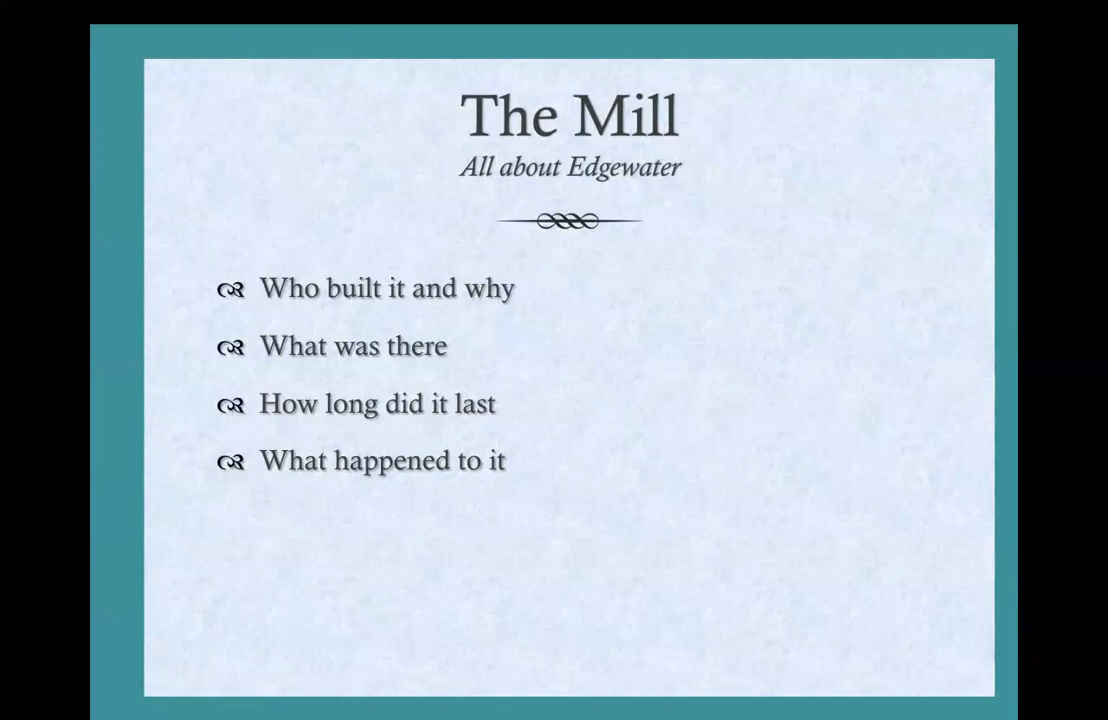 The Mill
All about Edgewater
Who built it and why
What was there
How long did it last
What happened to it